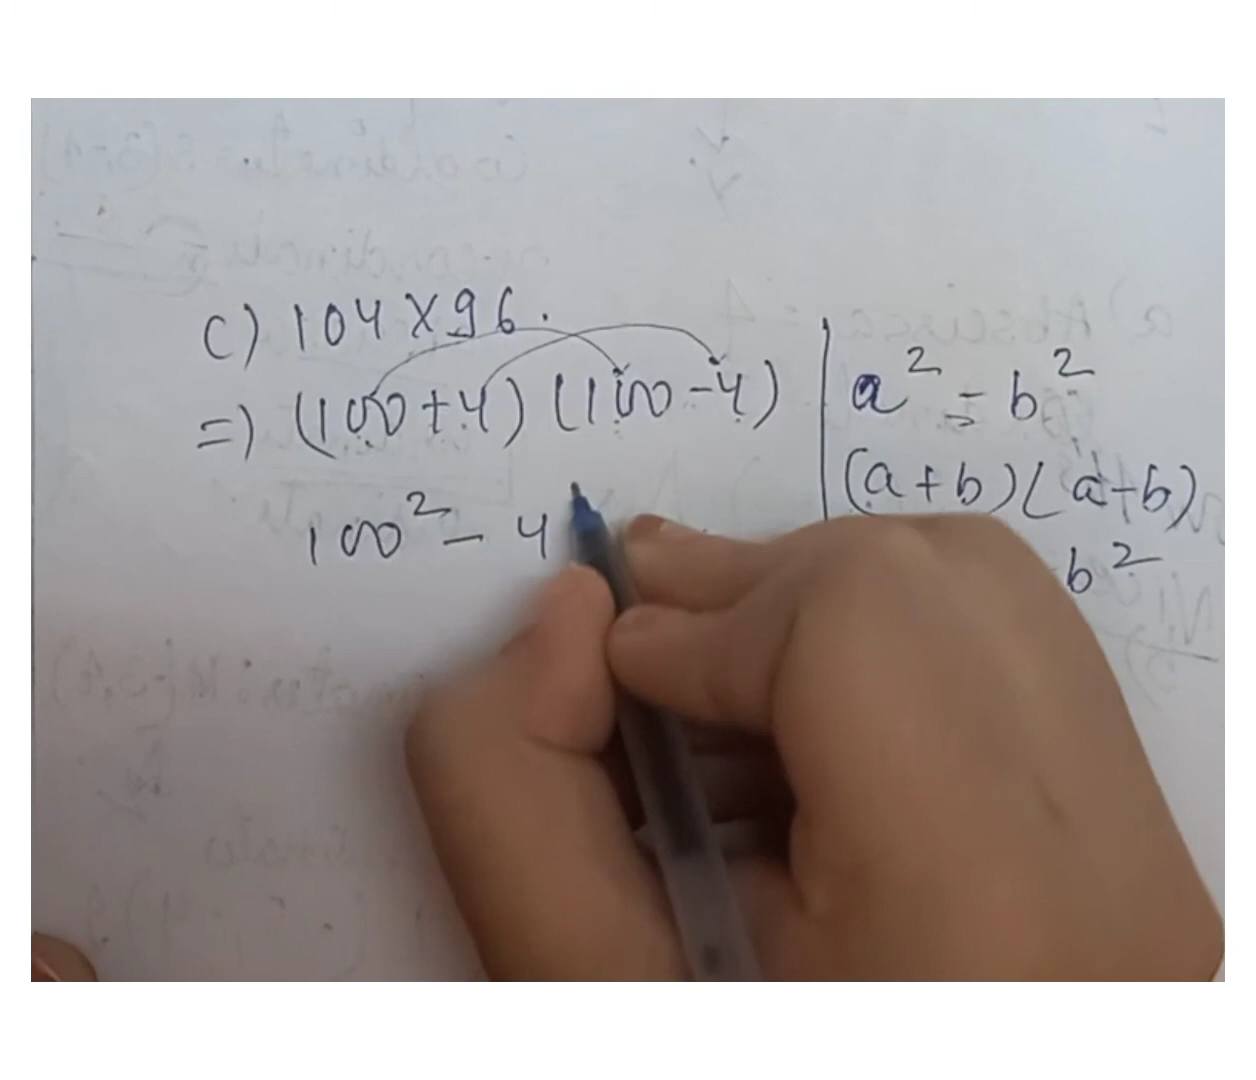 c) 104 × 96.
=) (100 + 4) (100 - 4)
100² - 4
a² = b²
(a + b) (a - b)
b²